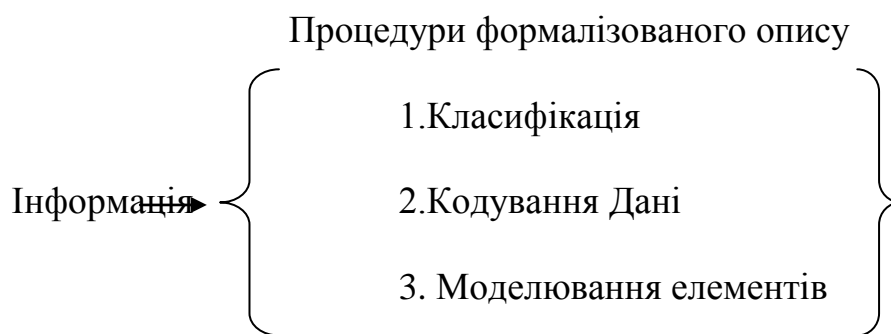 Процедури формалізованого опису
1.Класифікація
Інформація 2.Кодування Дані
3. Моделювання елементів